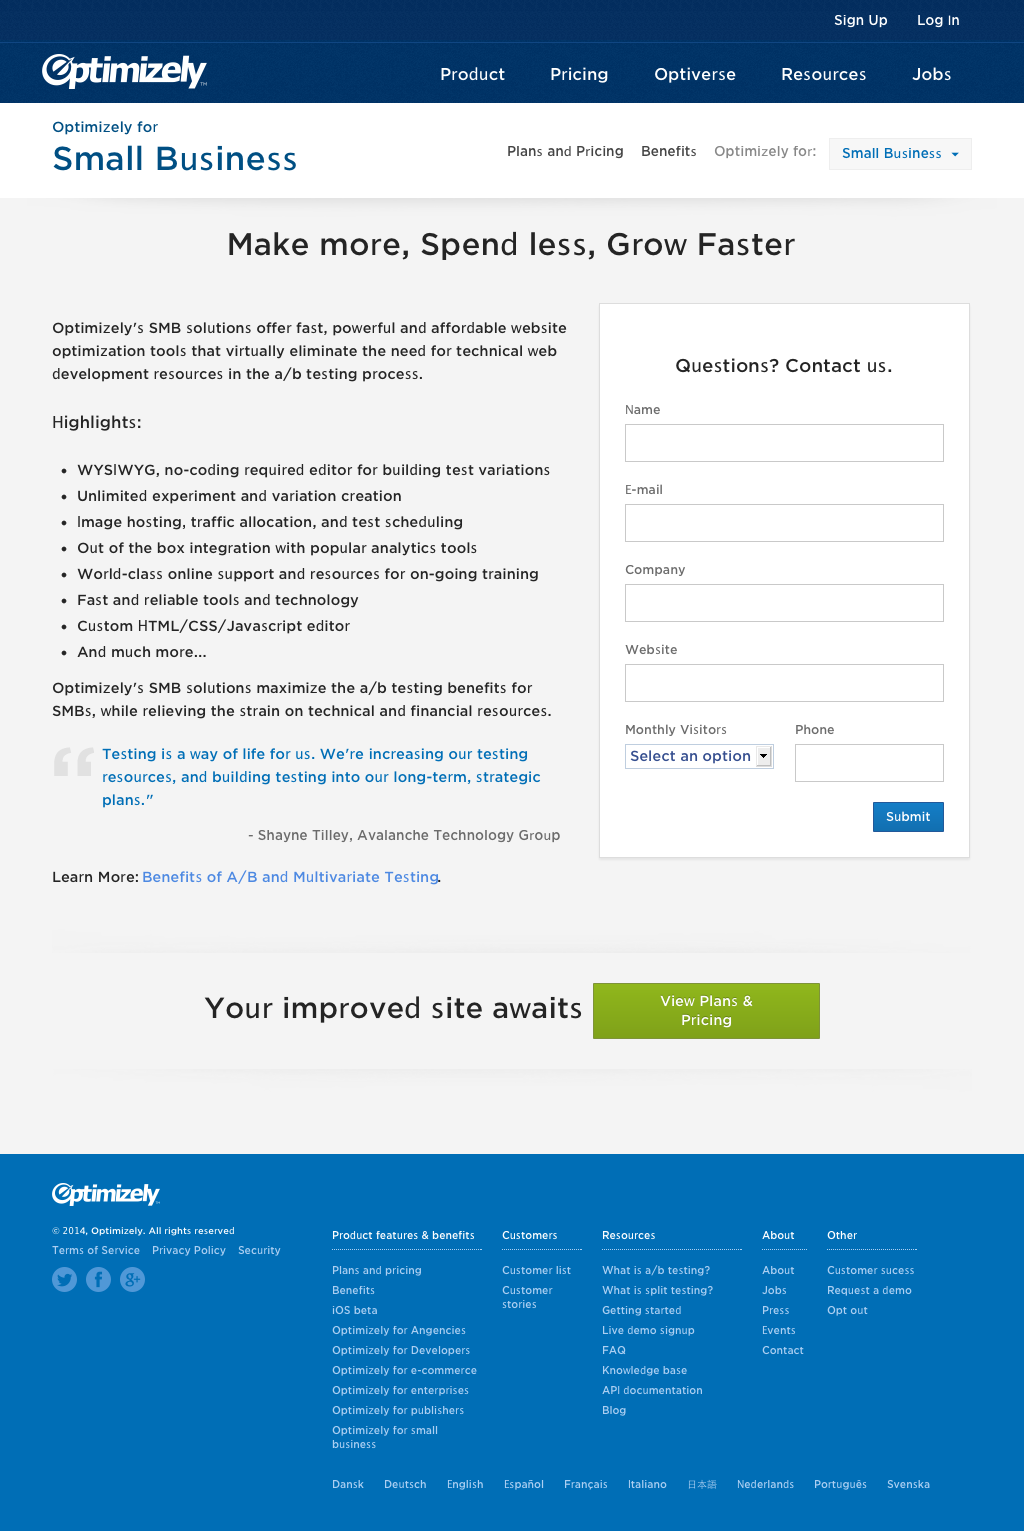 Sign Up Log In
Optimizely™
Product Pricing Optiverse Resources Jobs
Optimizely for
Small Business
Plans and Pricing Benefits Optimizely for: Small Business
Make more, Spend less, Grow Faster
Optimizely's SMB solutions offer fast, powerful and affordable website
optimization tools that virtually eliminate the need for technical web
development resources in the a/b testing process.
Highlights:
• WYSIWYG, no-coding required editor for building test variations
• Unlimited experiment and variation creation
• Image hosting, traffic allocation, and test scheduling
• Out of the box integration with popular analytics tools
• World-class online support and resources for on-going training
• Fast and reliable tools and technology
• Custom HTML/CSS/Javascript editor
• And much more...
Optimizely's SMB solutions maximize the a/b testing benefits for
SMBs, while relieving the strain on technical and financial resources.
“ Testing is a way of life for us. We're increasing our testing
resources, and building testing into our long-term, strategic
plans."
- Shayne Tilley, Avalanche Technology Group
Learn More: Benefits of A/B and Multivariate Testing.
Questions? Contact us.
Name
E-mail
Company
Website
Monthly Visitors Phone
Select an option
Submit
Your improved site awaits
View Plans &
Pricing
Optimizely™
© 2014, Optimizely. All rights reserved
Terms of Service Privacy Policy Security
Product features & benefits
Plans and pricing
Benefits
iOS beta
Optimizely for Angencies
Optimizely for Developers
Optimizely for e-commerce
Optimizely for enterprises
Optimizely for publishers
Optimizely for small
business
Customers
Customer list
Customer
stories
Resources
What is a/b testing?
What is split testing?
Getting started
Live demo signup
FAQ
Knowledge base
API documentation
Blog
About
About
Jobs
Press
Events
Contact
Other
Customer sucess
Request a demo
Opt out
Dansk Deutsch English Español Français Italiano 日本語 Nederlands Português Svenska